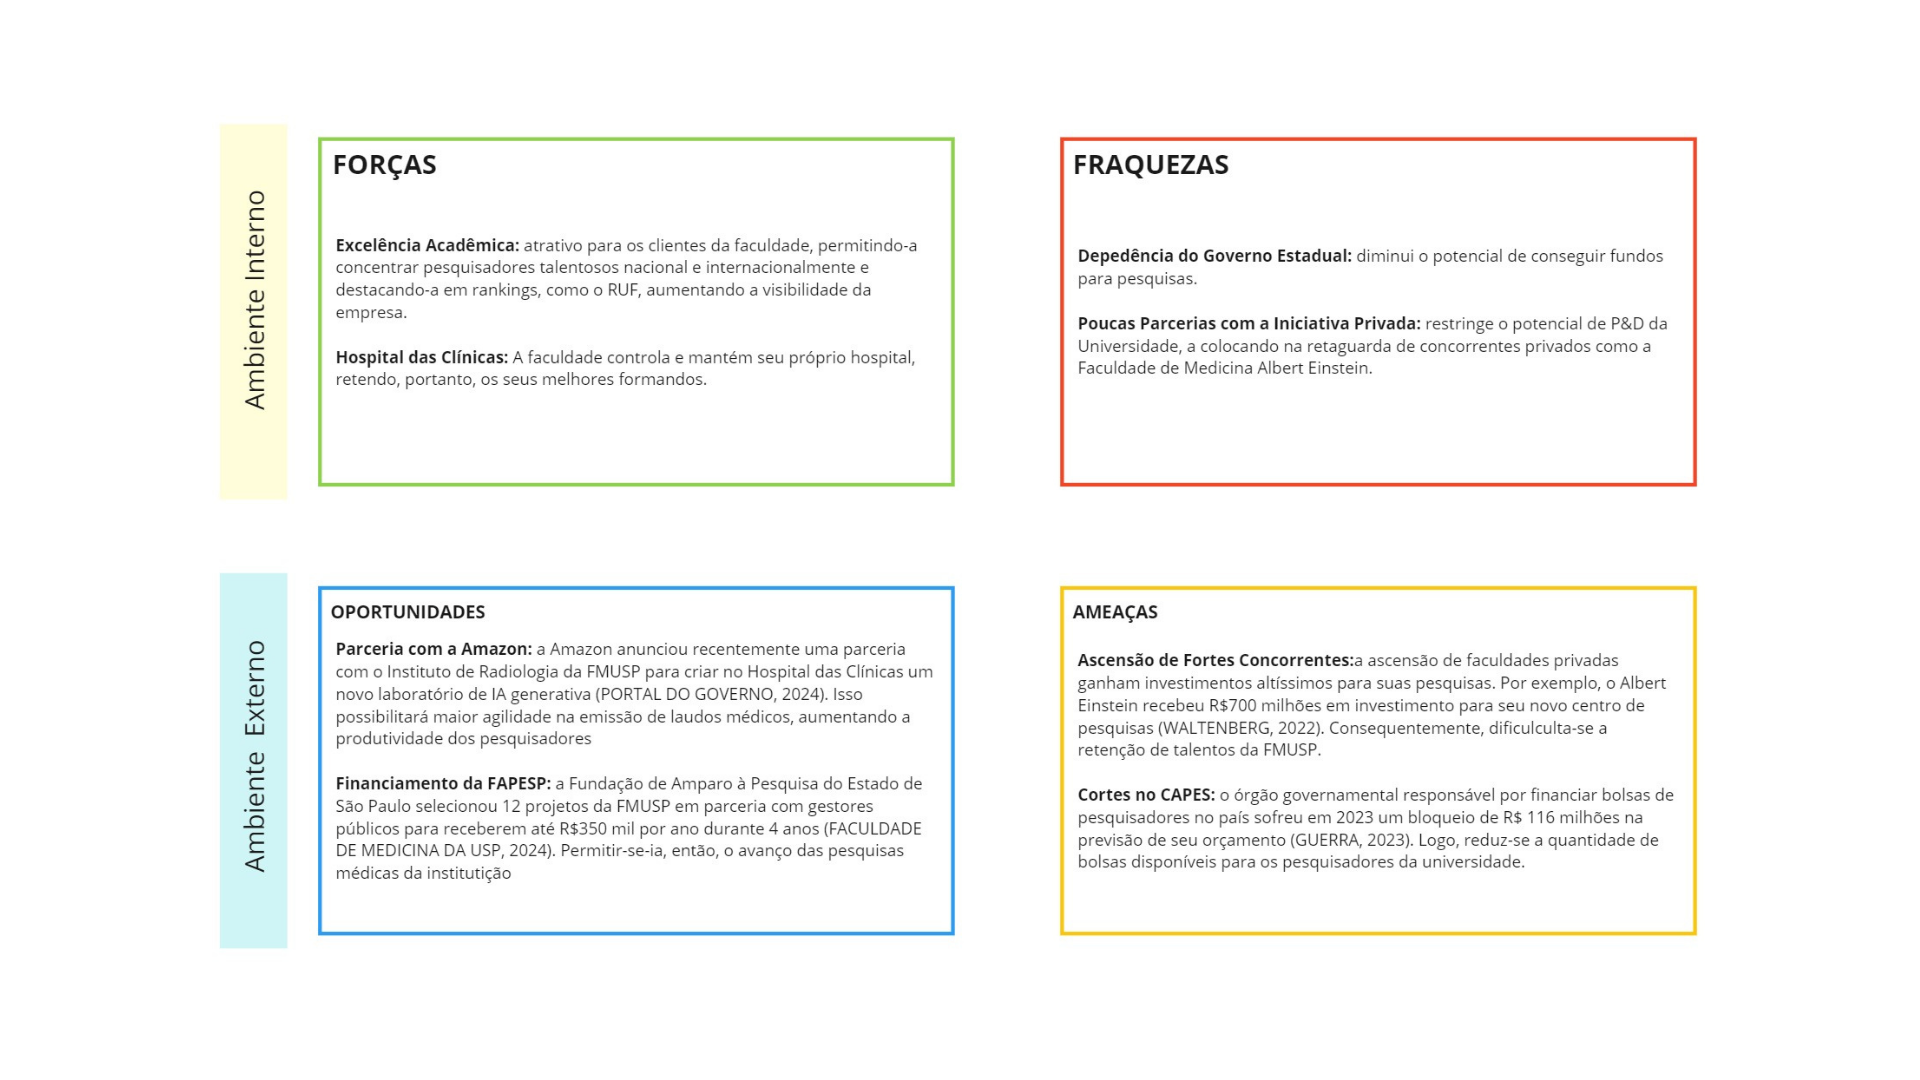 Ambiente Interno
FORÇAS
Excelência Acadêmica: atrativo para os clientes da faculdade, permitindo-a
concentrar pesquisadores talentosos nacional e internacionalmente e
destacando-a em rankings, como o RUF, aumentando a visibilidade da
empresa.
Hospital das Clínicas: A faculdade controla e mantém seu próprio hospital,
retendo, portanto, os seus melhores formandos.
FRAQUEZAS
Depedência do Governo Estadual: diminui o potencial de conseguir fundos
para pesquisas.
Poucas Parcerias com a Iniciativa Privada: restringe o potencial de P&D da
Universidade, a colocando na retaguarda de concorrentes privados como a
Faculdade de Medicina Albert Einstein.
Ambiente Externo
OPORTUNIDADES
Parceria com a Amazon: a Amazon anunciou recentemente uma parceria
com o Instituto de Radiologia da FMUSP para criar no Hospital das Clínicas um
novo laboratório de IA generativa (PORTAL DO GOVERNO, 2024). Isso
possibilitará maior agilidade na emissão de laudos médicos, aumentando a
produtividade dos pesquisadores
Financiamento da FAPESP: a Fundação de Amparo à Pesquisa do Estado de
São Paulo selecionou 12 projetos da FMUSP em parceria com gestores
públicos para receberem até R$350 mil por ano durante 4 anos (FACULDADE
DE MEDICINA DA USP, 2024). Permitir-se-ia, então, o avanço das pesquisas
médicas da institutição
AMEAÇAS
Ascensão de Fortes Concorrentes:a ascensão de faculdades privadas
ganham investimentos altíssimos para suas pesquisas. Por exemplo, o Albert
Einstein recebeu R$700 milhões em investimento para seu novo centro de
pesquisas (WALTENBERG, 2022). Consequentemente, dificulculta-se a
retenção de talentos da FMUSP.
Cortes no CAPES: o órgão governamental responsável por financiar bolsas de
pesquisadores no país sofreu em 2023 um bloqueio de R$ 116 milhões na
previsão de seu orçamento (GUERRA, 2023). Logo, reduz-se a quantidade de
bolsas disponíveis para os pesquisadores da universidade.